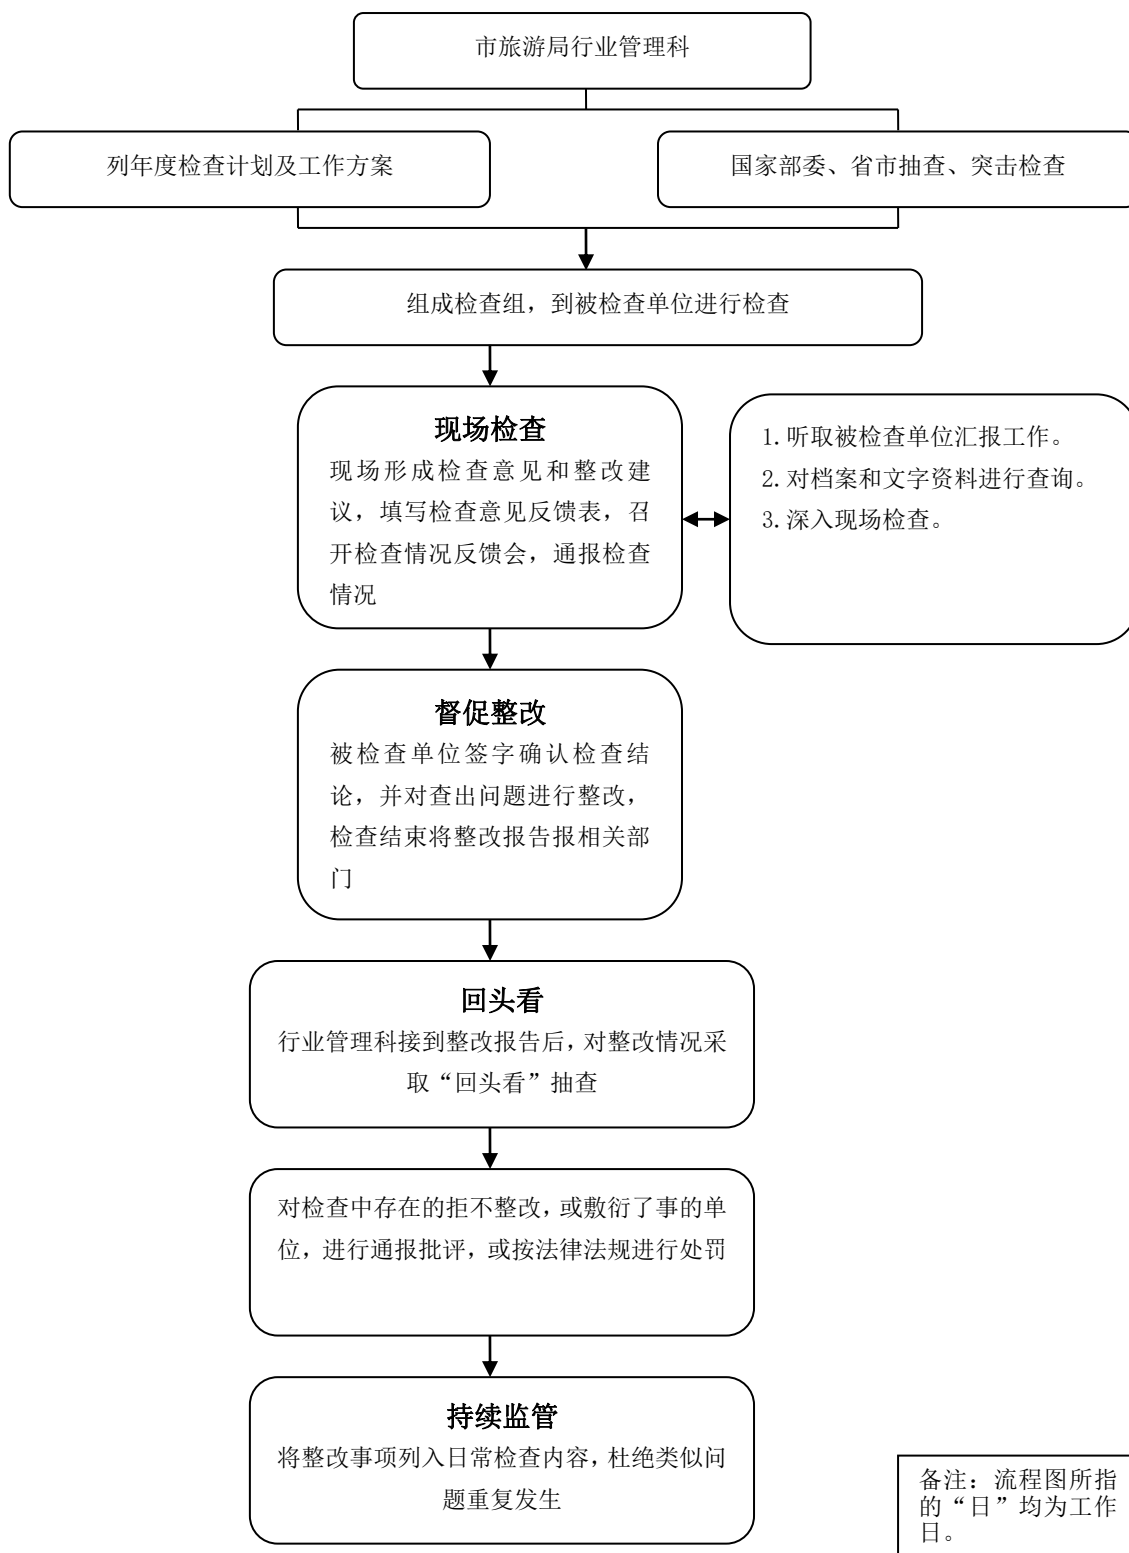 市旅游局行业管理科
列年度检查计划及工作方案
国家部委、省市抽查、突击检查
组成检查组，到被检查单位进行检查
现场检查
现场形成检查意见和整改建
议，填写检查意见反馈表，召
开检查情况反馈会，通报检查
情况
1.听取被检查单位汇报工作。
2.对档案和文字资料进行查询。
3.深入现场检查。
督促整改
被检查单位签字确认检查结
论，并对查出问题进行整改，
检查结束将整改报告报相关部
门
回头看
行业管理科接到整改报告后，对整改情况采
取“回头看”抽查
对检查中存在的拒不整改，或敷衍了事的单
位，进行通报批评，或按法律法规进行处罚
持续监管
将整改事项列入日常检查内容，杜绝类似问
题重复发生
备注：流程图所指
的“日”均为工作
日。